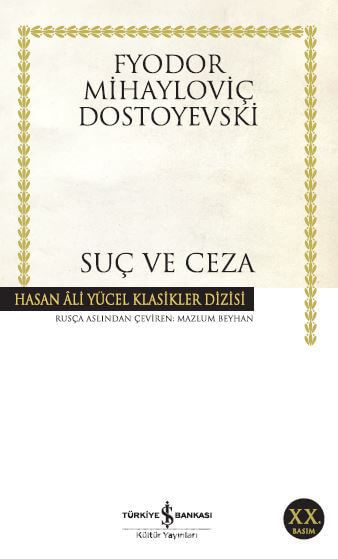 FYODOR
MİHAYLOVİÇ
DOSTOYEVSKİ
SUÇ VE CEZA
HASAN ÂLİ YÜCEL KLASİKLER DİZİSİ
RUSÇA ASLINDAN ÇEVİREN: MAZLUM BEYHAN
TÜRKİYE İŞ BANKASI
Kültür Yayınları
XX.
BASIM